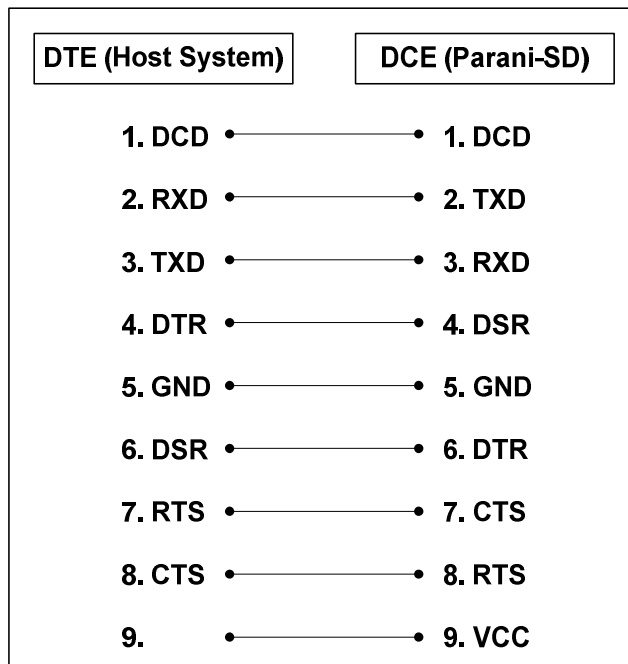 DTE (Host System) DCE (Parani-SD)
1. DCD 1. DCD
2. RXD 2. TXD
3. TXD 3. RXD
4. DTR 4. DSR
5. GND 5. GND
6. DSR 6. DTR
7. RTS 7. CTS
8. CTS 8. RTS
9. 9. VCC